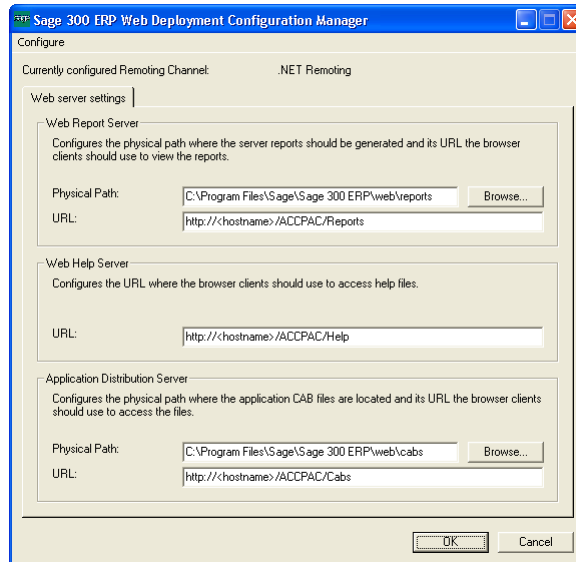 Sage 300 ERP Web Deployment Configuration Manager
Configure
Currently configured Remoting Channel: .NET Remoting
Web server settings
Web Report Server
Configures the physical path where the server reports should be generated and its URL the browser
clients should use to view the reports.
Physical Path: C:\Program Files\Sage\Sage 300 ERP\web\reports Browse...
URL: http://<hostname>/ACCPAC/Reports
Web Help Server
Configures the URL where the browser clients should use to access help files.
URL: http://<hostname>/ACCPAC/Help
Application Distribution Server
Configures the physical path where the application CAB files are located and its URL the browser clients
should use to access the files.
Physical Path: C:\Program Files\Sage\Sage 300 ERP\web\cabs Browse...
URL: http://<hostname>/ACCPAC/Cabs
OK Cancel